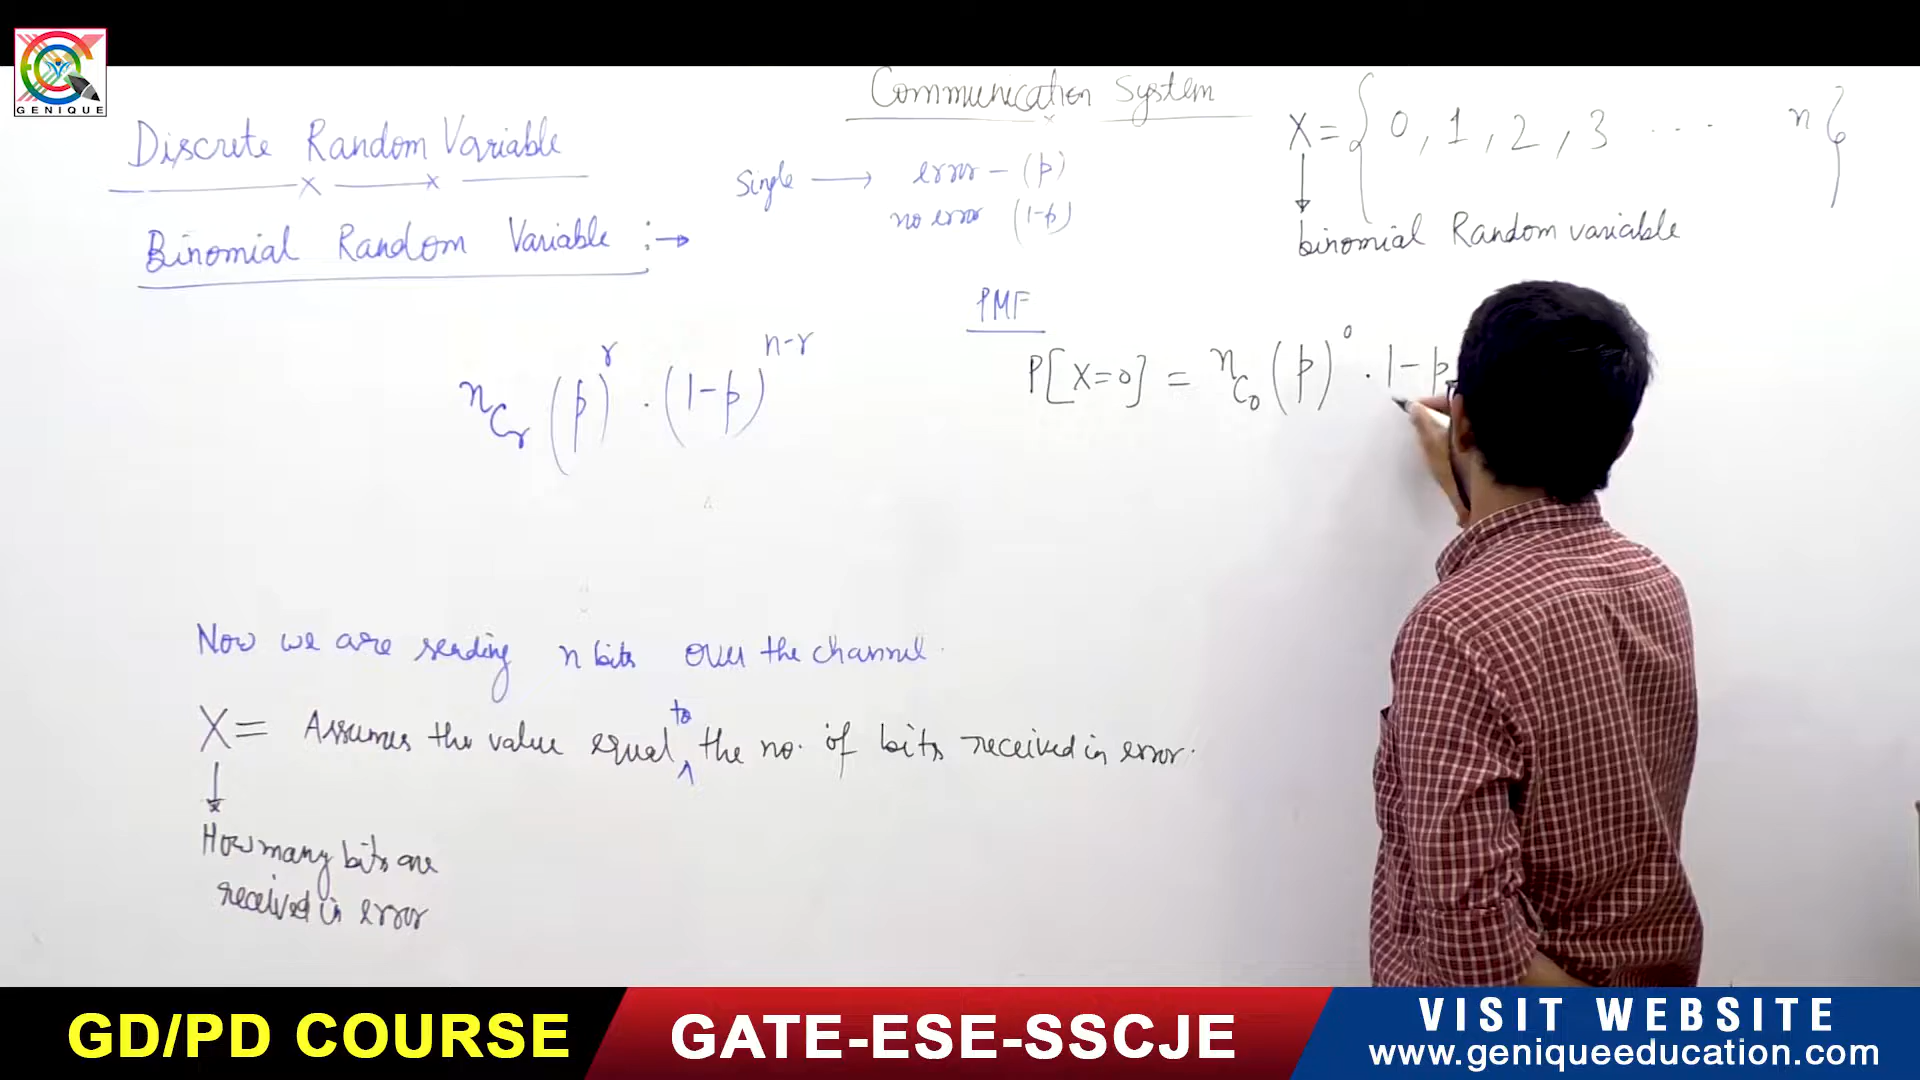 GENIQUE
Communication System
Discrete Random Variable
Single → error - (p)
no error (1-p)
Binomial Random Variable :→
X = { 0, 1, 2, 3 ... n }
binomial Random variable
PMF
P[X=0] = nC0 (p)^0 . 1-p
nCr (p)^r . (1-p)^n-r
Now we are sending n bits over the channel.
X = Assumes the value equal to the no. of bits received in error.
How many bits are
received in error
GD/PD COURSE
GATE-ESE-SSCJE
VISIT WEBSITE
www.geniqueeducation.com